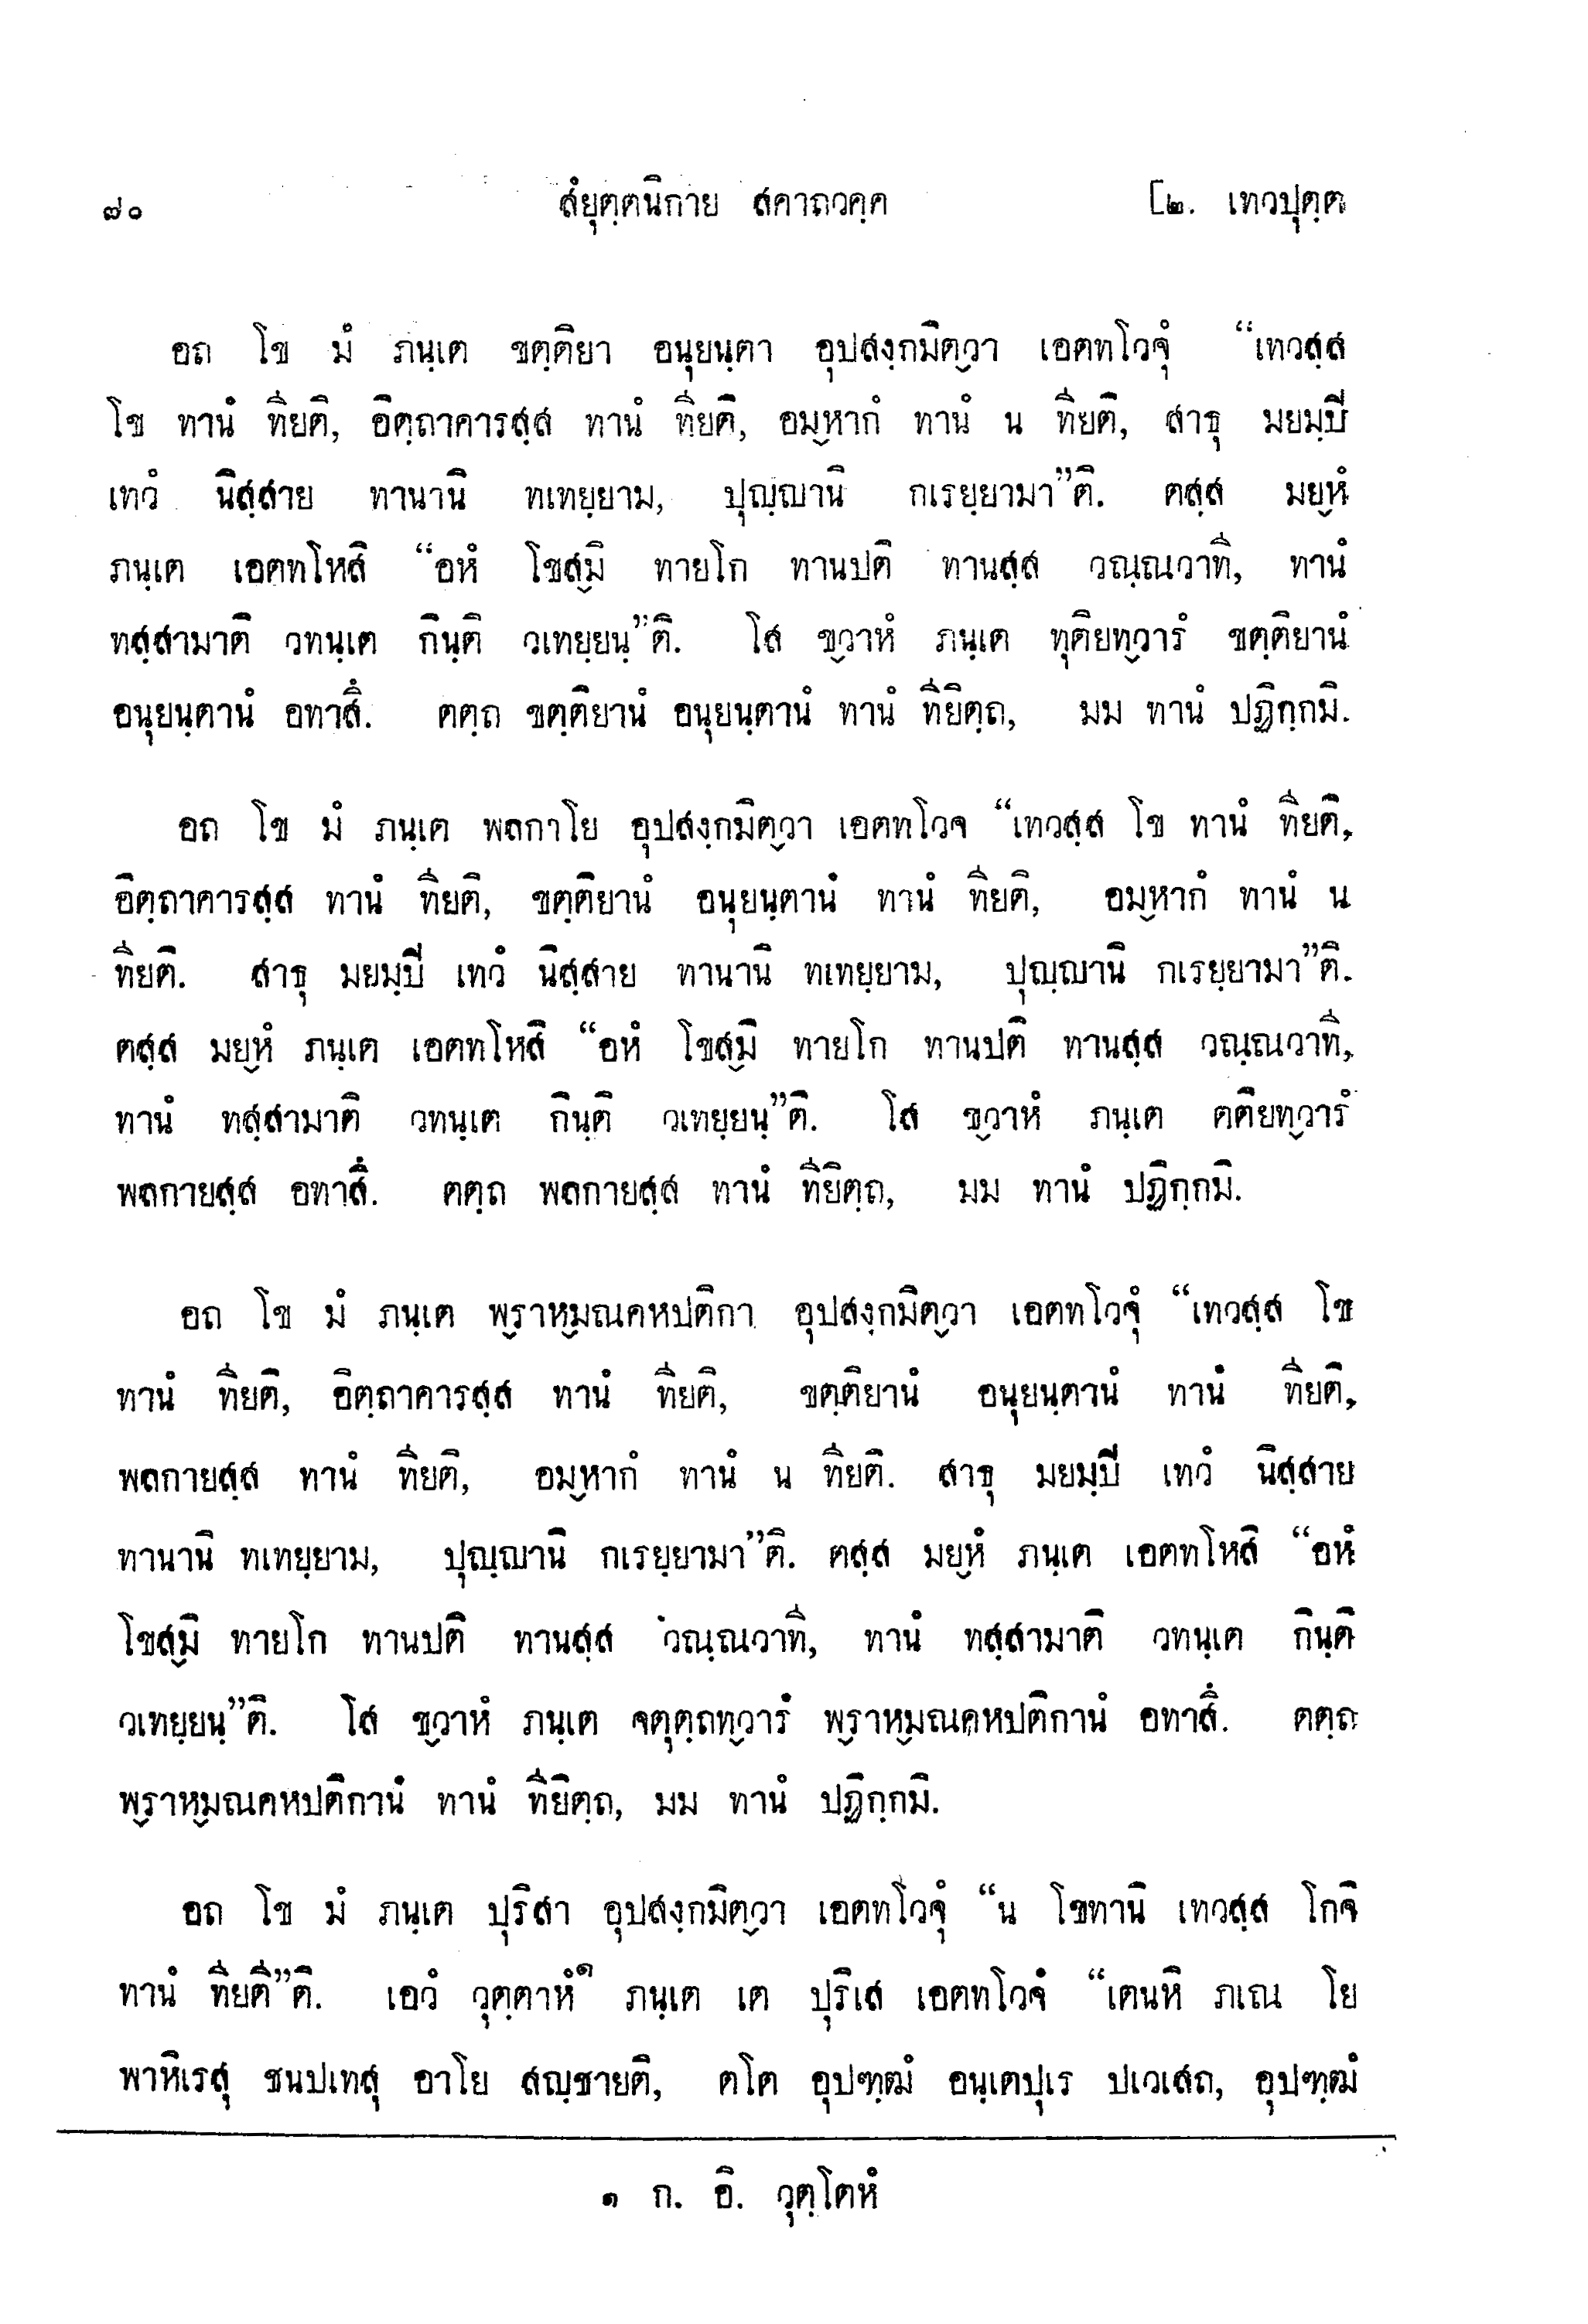 ๘๐ สํยุตฺตนิกาย สคาถวคฺค [๒. เทวปุตฺต
อถ โข มํ ภนฺเต ขตฺติยา อนุยนฺตา อุปสงฺกมิตฺวา เอตทโวจุํ “เทวสฺส
โข ทานํ ทียติ, อิตฺถาคารสฺส ทานํ ทียติ, อมฺหากํ ทานํ น ทียติ, สาธุ มยมฺปิ
เทวํ นิสฺสาย ทานานิ ทเทยฺยาม, ปุญฺญานิ กเรยฺยามา”ติ. ตสฺส มยฺหํ
ภนฺเต เอตทโหสิ “อหํ โขสฺมิ ทายโก ทานปติ ทานสฺส วณฺณวาที, ทานํ
ทสฺสามาติ วทนฺเต กินฺติ วเทยฺยนฺ”ติ. โส ขฺวาหํ ภนฺเต ทุติยทฺวารํ ขตฺติยานํ
อนุยนฺตานํ อทาสึ. ตตฺถ ขตฺติยานํ อนุยนฺตานํ ทานํ ทียิตฺถ, มม ทานํ ปฏิกฺกมิ.
อถ โข มํ ภนฺเต พลกาโย อุปสงฺกมิตฺวา เอตทโวจ “เทวสฺส โข ทานํ ทียติ,
อิตฺถาคารสฺส ทานํ ทียติ, ขตฺติยานํ อนุยนฺตานํ ทานํ ทียติ, อมฺหากํ ทานํ น
ทียติ. สาธุ มยมฺปิ เทวํ นิสฺสาย ทานานิ ทเทยฺยาม, ปุญฺญานิ กเรยฺยามา”ติ.
ตสฺส มยฺหํ ภนฺเต เอตทโหสิ “อหํ โขสฺมิ ทายโก ทานปติ ทานสฺส วณฺณวาที,
ทานํ ทสฺสามาติ วทนฺเต กินฺติ วเทยฺยนฺ”ติ. โส ขฺวาหํ ภนฺเต ตติยทฺวารํ
พลกายสฺส อทาสึ. ตตฺถ พลกายสฺส ทานํ ทียิตฺถ, มม ทานํ ปฏิกฺกมิ.
อถ โข มํ ภนฺเต พฺราหฺมณคหปติกา อุปสงฺกมิตฺวา เอตทโวจุํ “เทวสฺส โข
ทานํ ทียติ, อิตฺถาคารสฺส ทานํ ทียติ, ขตฺติยานํ อนุยนฺตานํ ทานํ ทียติ,
พลกายสฺส ทานํ ทียติ, อมฺหากํ ทานํ น ทียติ. สาธุ มยมฺปิ เทวํ นิสฺสาย
ทานานิ ทเทยฺยาม, ปุญฺญานิ กเรยฺยามา”ติ. ตสฺส มยฺหํ ภนฺเต เอตทโหสิ “อหํ
โขสฺมิ ทายโก ทานปติ ทานสฺส วณฺณวาที, ทานํ ทสฺสามาติ วทนฺเต กินฺติ
วเทยฺยนฺ”ติ. โส ขฺวาหํ ภนฺเต จตุตฺถทฺวารํ พฺราหฺมณคหปติกานํ อทาสึ. ตตฺถ
พฺราหฺมณคหปติกานํ ทานํ ทียิตฺถ, มม ทานํ ปฏิกฺกมิ.
อถ โข มํ ภนฺเต ปุริสา อุปสงฺกมิตฺวา เอตทโวจุํ “น โขทานิ เทวสฺส โกจิ
ทานํ ทียตี”ติ. เอวํ วุตฺตาหํ๑ ภนฺเต เต ปุริเส เอตทโวจํ “เตนหิ ภเณ โย
พาหิเรสุ ชนปเทสุ อาโย สญฺชายติ, ตโต อุปฑฺฒํ อนฺเตปุเร ปเวเสถ, อุปฑฺฒํ
๑ ก. อิ. วุตฺโตหํ